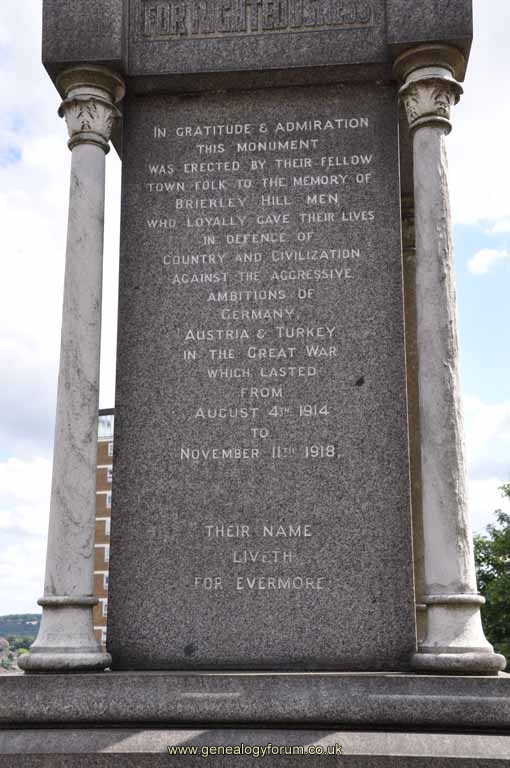 FOR RIGHTEOUSNESS
IN GRATITUDE & ADMIRATION
THIS MONUMENT
WAS ERECTED BY THEIR FELLOW
TOWN FOLK TO THE MEMORY OF
BRIERLEY HILL MEN
WHO LOYALLY GAVE THEIR LIVES
IN DEFENCE OF
COUNTRY AND CIVILIZATION
AGAINST THE AGGRESSIVE
AMBITIONS OF
GERMANY
AUSTRIA & TURKEY
IN THE GREAT WAR
WHICH LASTED
FROM
AUGUST 4TH 1914
TO
NOVEMBER 11TH 1918,
THEIR NAME
LIVETH
FOR EVERMORE
www.genealogyforum.co.uk